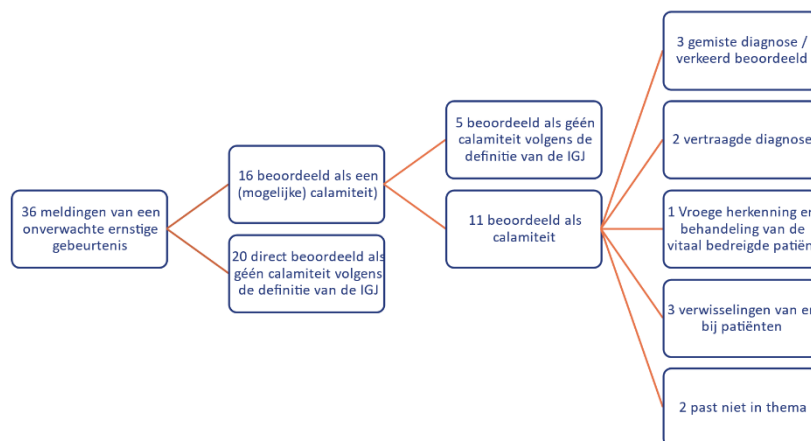 36 meldingen van een
onverwachte ernstige
gebeurtenis
16 beoordeeld als een
(mogelijke) calamiteit)
20 direct beoordeeld als
géén calamiteit volgens
de definitie van de IGJ
5 beoordeeld als géén
calamiteit volgens de
definitie van de IGJ
11 beoordeeld als
calamiteit
3 gemiste diagnose /
verkeerd beoordeeld
2 vertraagde diagnose
1 Vroege herkenning en
behandeling van de
vitaal bedreigde patiën
3 verwisselingen van en
bij patiënten
2 past niet in thema